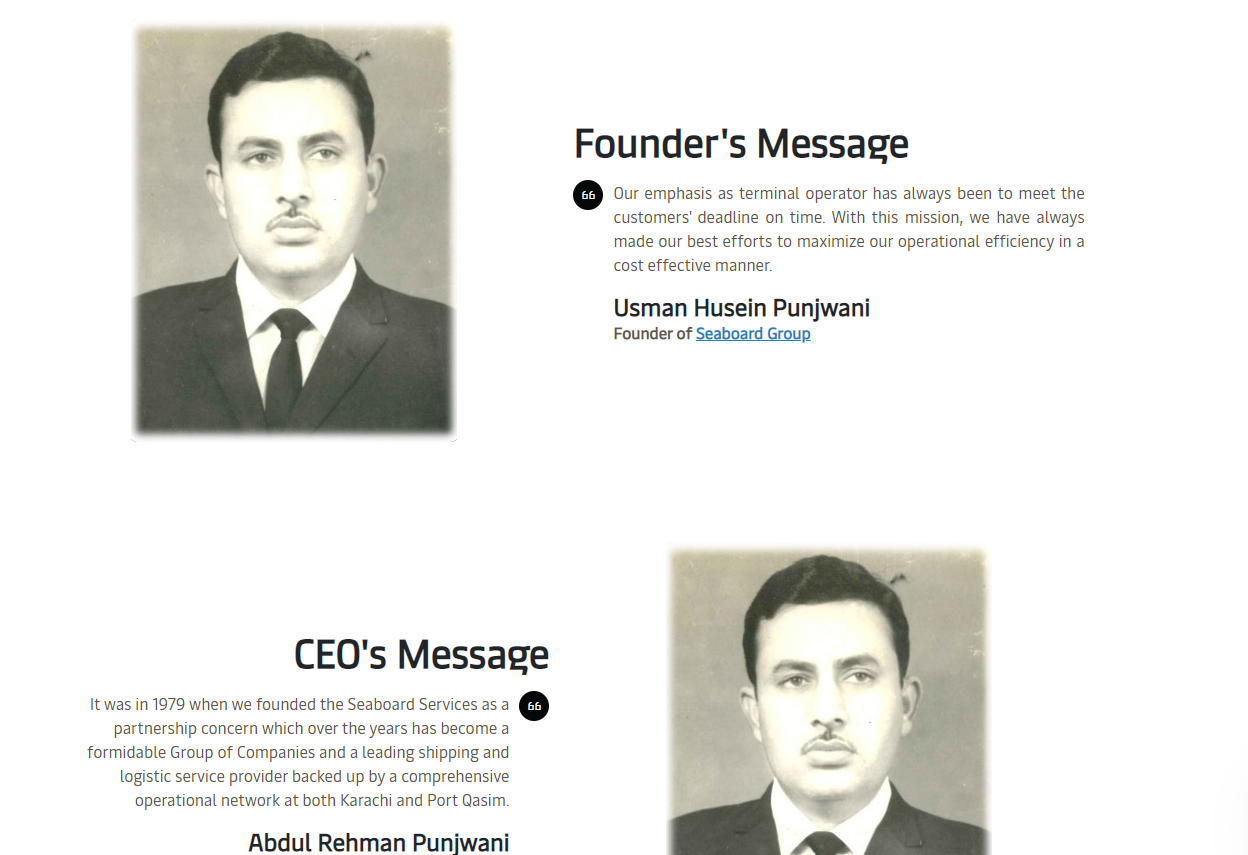 Founder's Message
Our emphasis as terminal operator has always been to meet the
customers' deadline on time. With this mission, we have always
made our best efforts to maximize our operational efficiency in a
cost effective manner.
Usman Husein Punjwani
Founder of Seaboard Group
CEO's Message
It was in 1979 when we founded the Seaboard Services as a
partnership concern which over the years has become a
formidable Group of Companies and a leading shipping and
logistic service provider backed up by a comprehensive
operational network at both Karachi and Port Qasim.
Abdul Rehman Punjwani